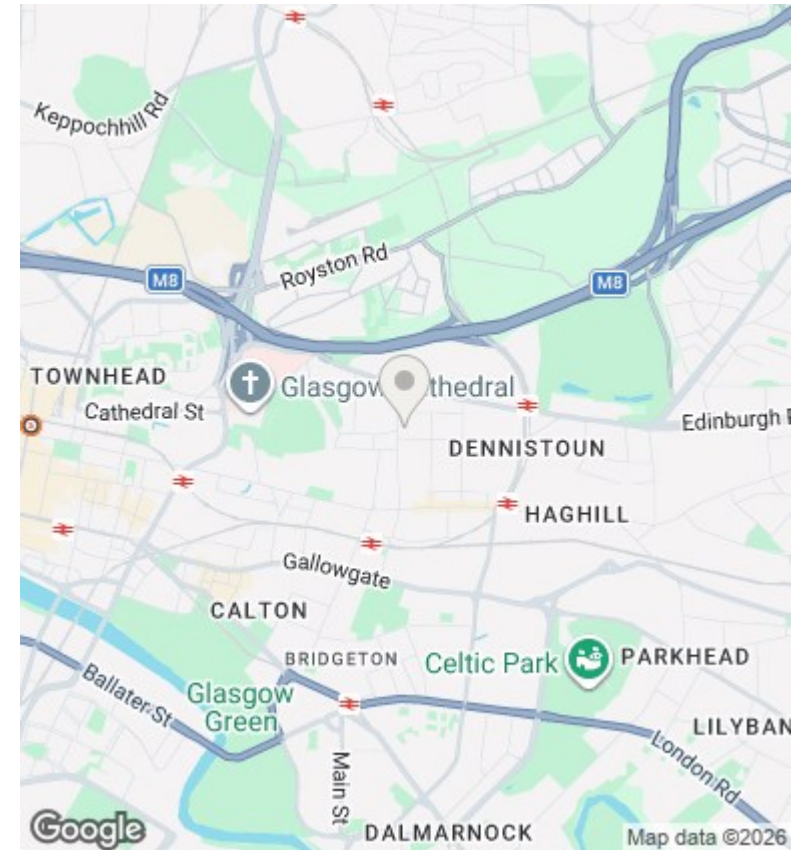 Keppochhill Rd
M8
Royston Rd
M8
TOWNHEAD
Glasgow Cathedral
Cathedral St
Edinburgh R
DENNISTOUN
HAGHILL
Gallowgate
CALTON
BRIDGETON
Celtic Park
PARKHEAD
Ballater St
Glasgow
Green
LILYBAN
London Rd
Main St
DALMARNOCK
Google
Map data ©2026